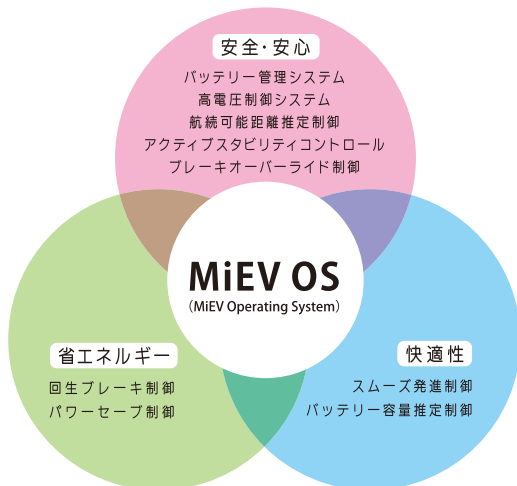 安全・安心
バッテリー管理システム
高電圧制御システム
航続可能距離推定制御
アクティブスタビリティコントロール
ブレーキオーバーライド制御
MiEV OS
(MiEV Operating System)
省エネルギー
回生ブレーキ制御
パワーセーブ制御
快適性
スムーズ発進制御
バッテリー容量推定制御